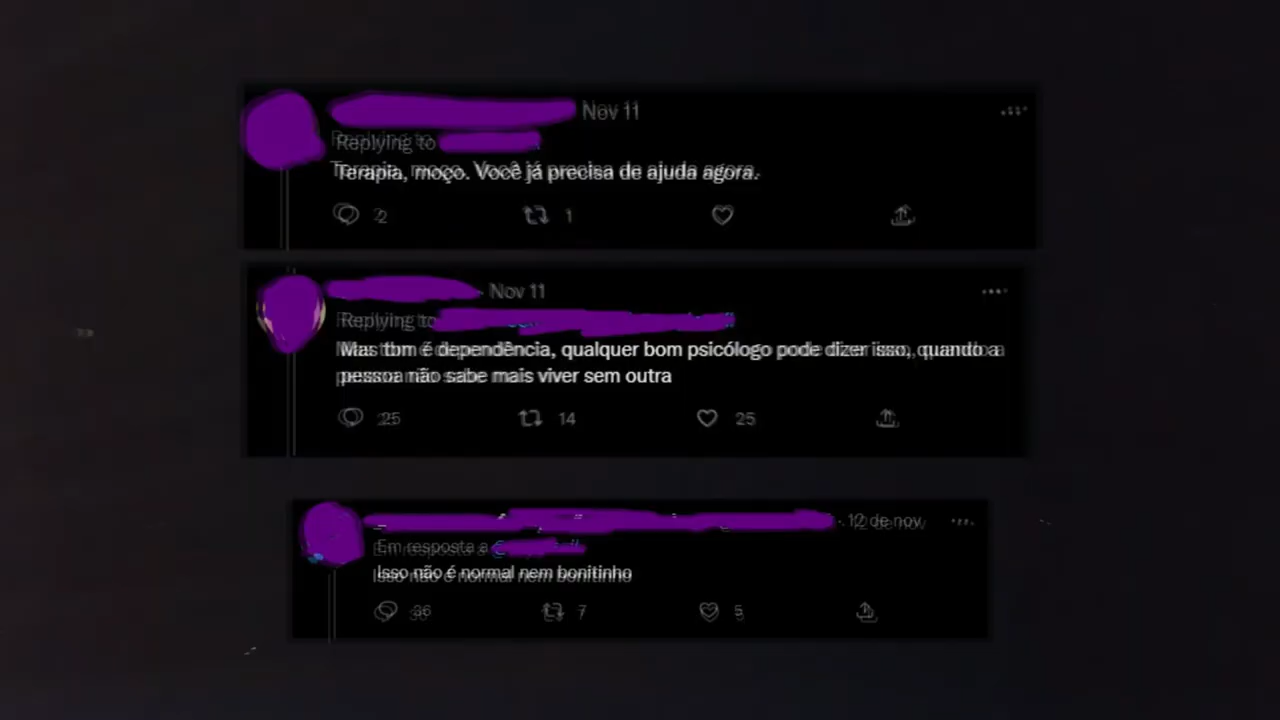 Nov 11
Replying to
Terapia, moço. Você já precisa de ajuda agora.
2 1
Nov 11
Replying to
Mas tbm é dependência, qualquer bom psicólogo pode dizer isso, quando a
pessoa não sabe mais viver sem outra
25 14 25
· 12 de nov
Em resposta a
Isso não é normal nem bonitinho
36 7 5